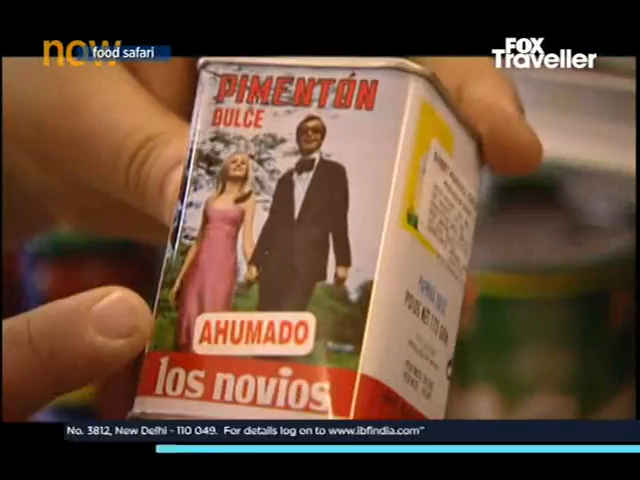 now food safari
FOX
Traveller
PIMENTÓN
DULCE
AHUMADO
los novios
No. 3812, New Delhi - 110 049. For details log on to www.ibfindia.com"